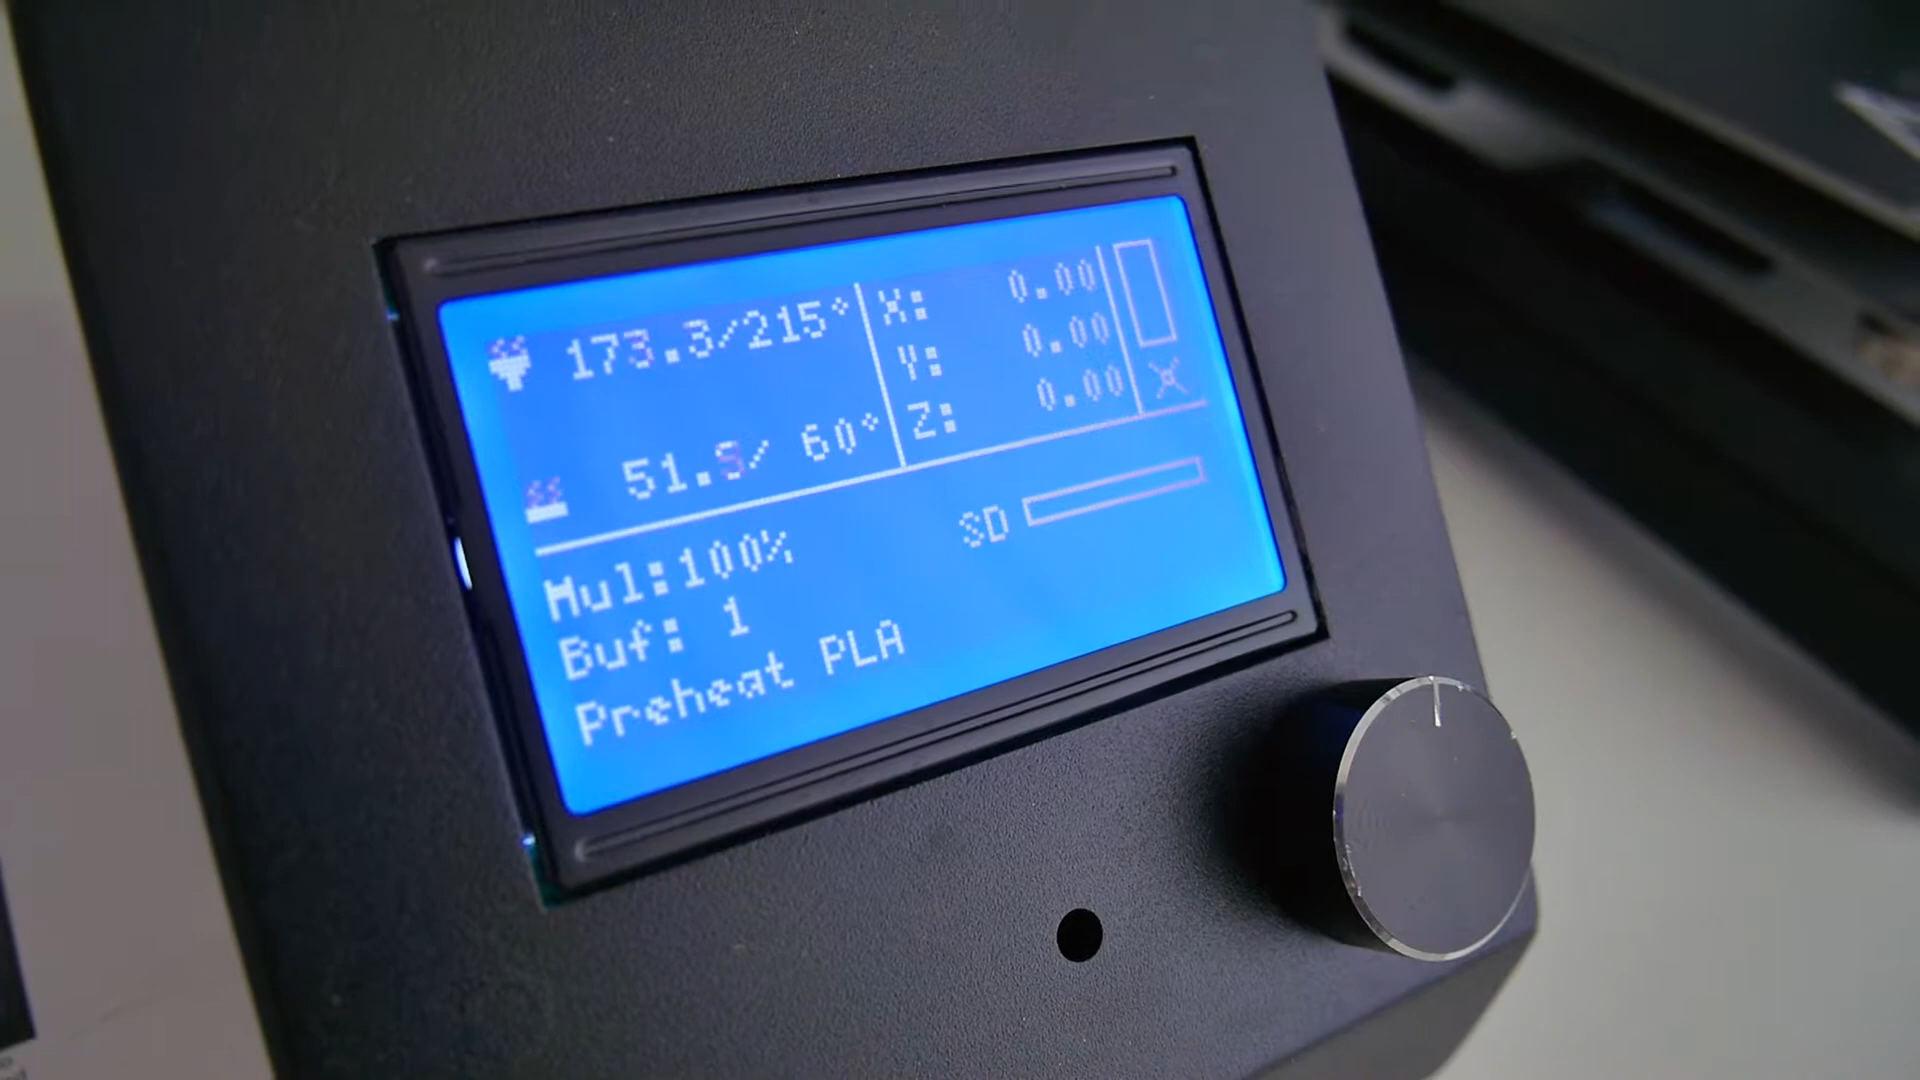 173.3/215°
51.9/ 60°
X: 0.00
Y: 0.00
Z: 0.00
SD
Mul:100%
Buf: 1
Preheat PLA